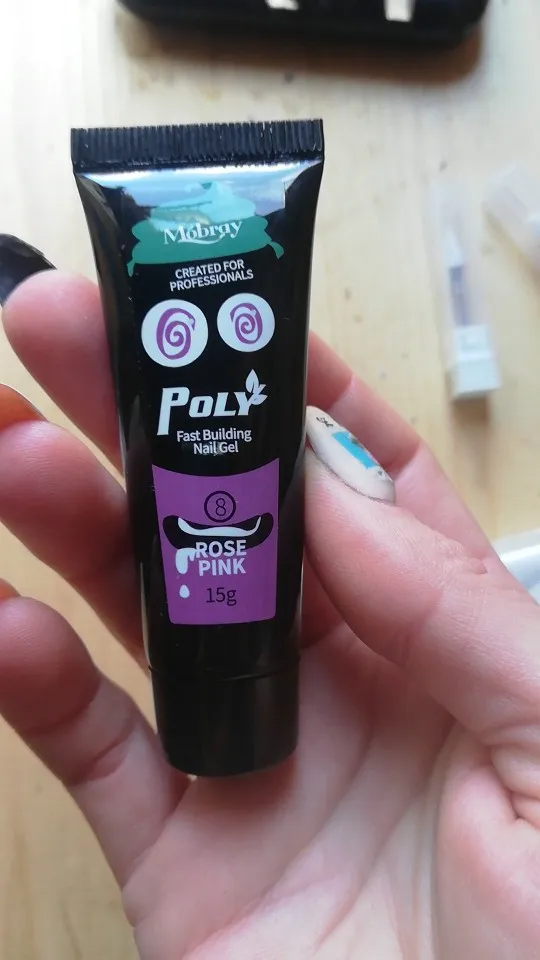 Mobray
CREATED FOR
PROFESSIONALS
POLY
Fast Building
Nail Gel
8
ROSE
PINK
15g